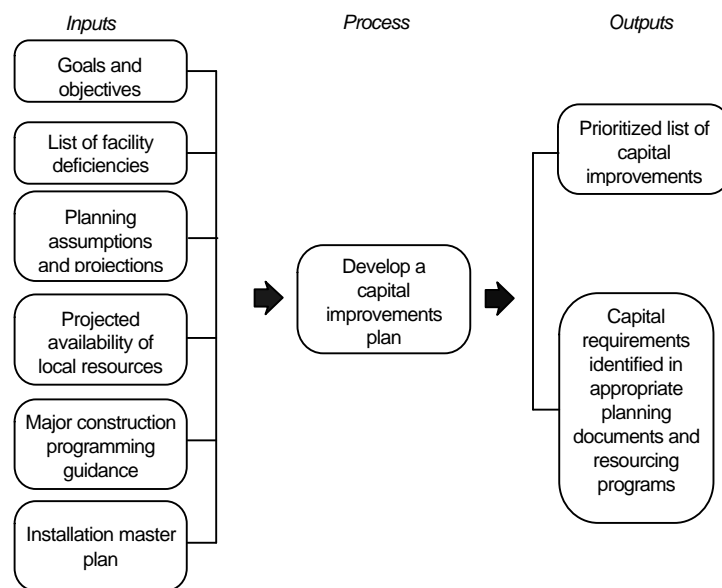 Inputs
Process
Outputs
Goals and
objectives
List of facility
deficiencies
Planning
assumptions
and projections
Projected
availability of
local resources
Major construction
programming
guidance
Installation master
plan
Develop a
capital
improvements
plan
Prioritized list of
capital
improvements
Capital
requirements
identified in
appropriate
planning
documents and
resourcing
programs